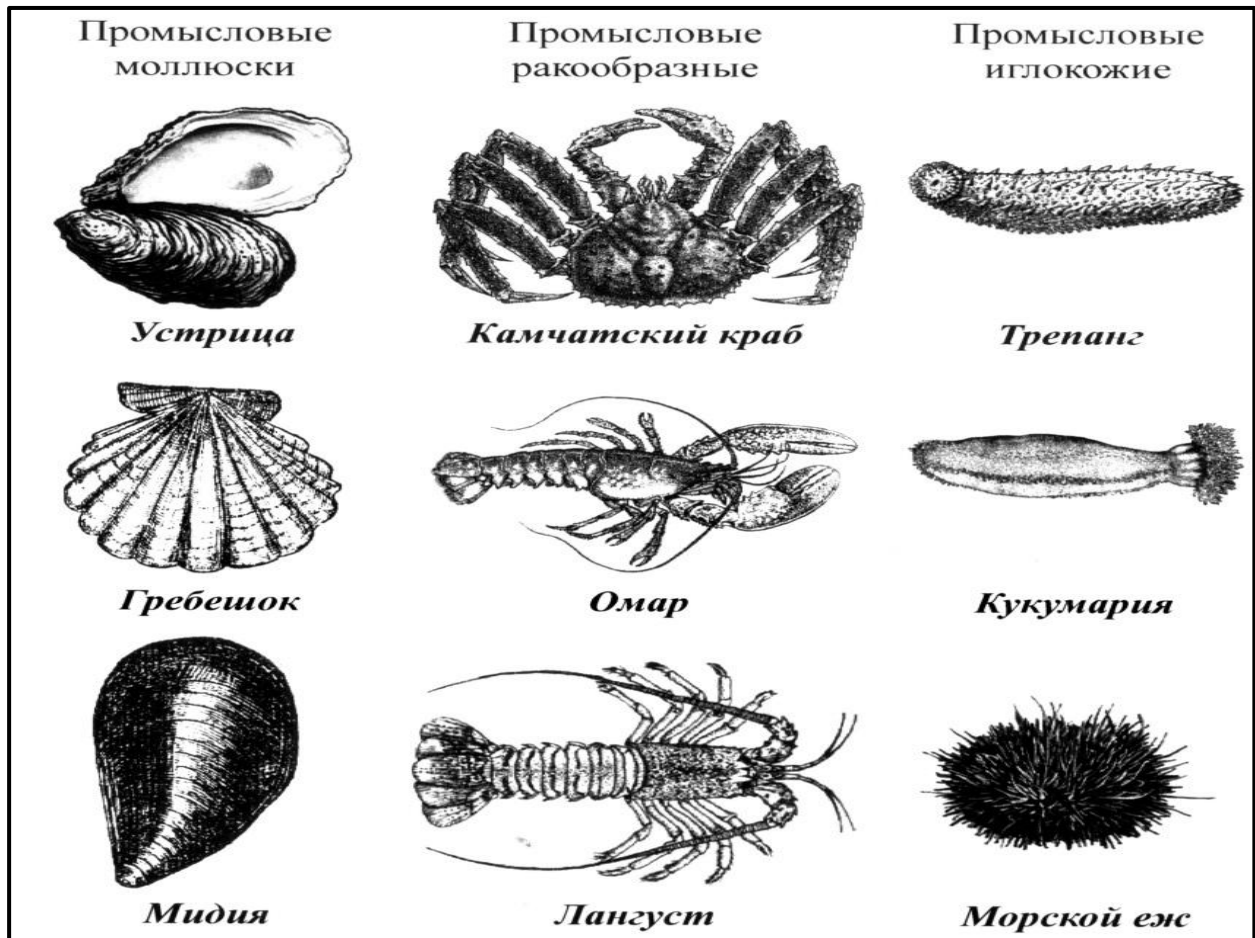 Промысловые
моллюски
Промысловые
ракообразные
Промысловые
иглокожие
Устрица
Камчатский краб
Трепанг
Гребешок
Омар
Кукумария
Мидия
Лангуст
Морской еж